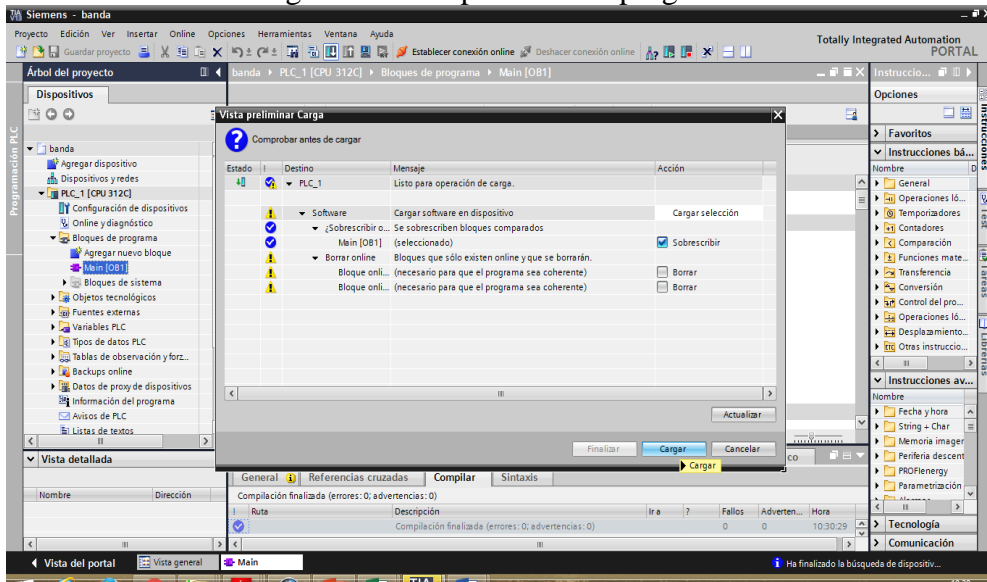 Siemens - banda
Proyecto Edición Ver Insertar Online Opciones Herramientas Ventana Ayuda
Guardar proyecto Establecer conexión online Deshacer conexión online
Totally Integrated Automation
PORTAL
Árbol del proyecto
banda PLC_1 [CPU 312C] Bloques de programa Main [OB1]
Instruccio...
Dispositivos
Opciones
Programación PLC
banda
Agregar dispositivo
Dispositivos y redes
PLC_1 [CPU 312C]
Configuración de dispositivos
Online y diagnóstico
Bloques de programa
Agregar nuevo bloque
Main [OB1]
Bloques de sistema
Objetos tecnológicos
Fuentes externas
Variables PLC
Tipos de datos PLC
Tablas de observación y forz...
Backups online
Datos de proxy de dispositivos
Información del programa
Avisos de PLC
Listas de textos
Vista detallada
Nombre Dirección
Vista preliminar Carga
Comprobar antes de cargar
Estado ! Destino Mensaje Acción
PLC_1 Listo para operación de carga.
Software Cargar software en dispositivo Cargar selección
¿Sobrescribir o... Se sobrescriben bloques comparados
Main [OB1] (seleccionado) Sobrescribir
Borrar online Bloques que sólo existen online y que se borrarán.
Bloque onli... (necesario para que el programa sea coherente) Borrar
Bloque onli... (necesario para que el programa sea coherente) Borrar
Actualizar
Finalizar Cargar Cancelar
Cargar
General Referencias cruzadas Compilar Sintaxis
Compilación finalizada (errores: 0; advertencias: 0)
! Ruta Descripción Ir a ? Fallos Adverten... Hora
Compilación finalizada (errores: 0; advertencias: 0) 0 0 10:30:29
Favoritos
Instrucciones bá...
Nombre D
General
Operaciones ló...
Temporizadores
Contadores
Comparación
Funciones mate...
Transferencia
Conversión
Control del pro...
Operaciones ló...
Desplazamiento...
Otras instruccio...
Instrucciones av...
Nombre
Fecha y hora
String + Char
Memoria imager
Periferia descent
PROFIenergy
Parametrización
Tecnología
Comunicación
Instrucciones
Test
Tareas
Librerías
Vista del portal Vista general Main
Ha finalizado la búsqueda de dispositiv...